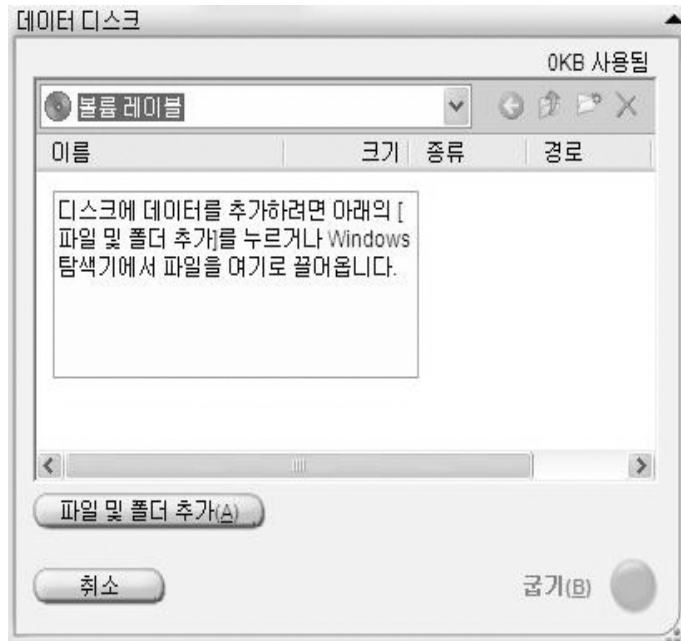 데이터 디스크
0KB 사용됨
볼륨 레이블
이름 크기 종류 경로
디스크에 데이터를 추가하려면 아래의 [
파일 및 폴더 추가]를 누르거나 Windows
탐색기에서 파일을 여기로 끌어옵니다.
파일 및 폴더 추가(A)
취소 굽기(B)